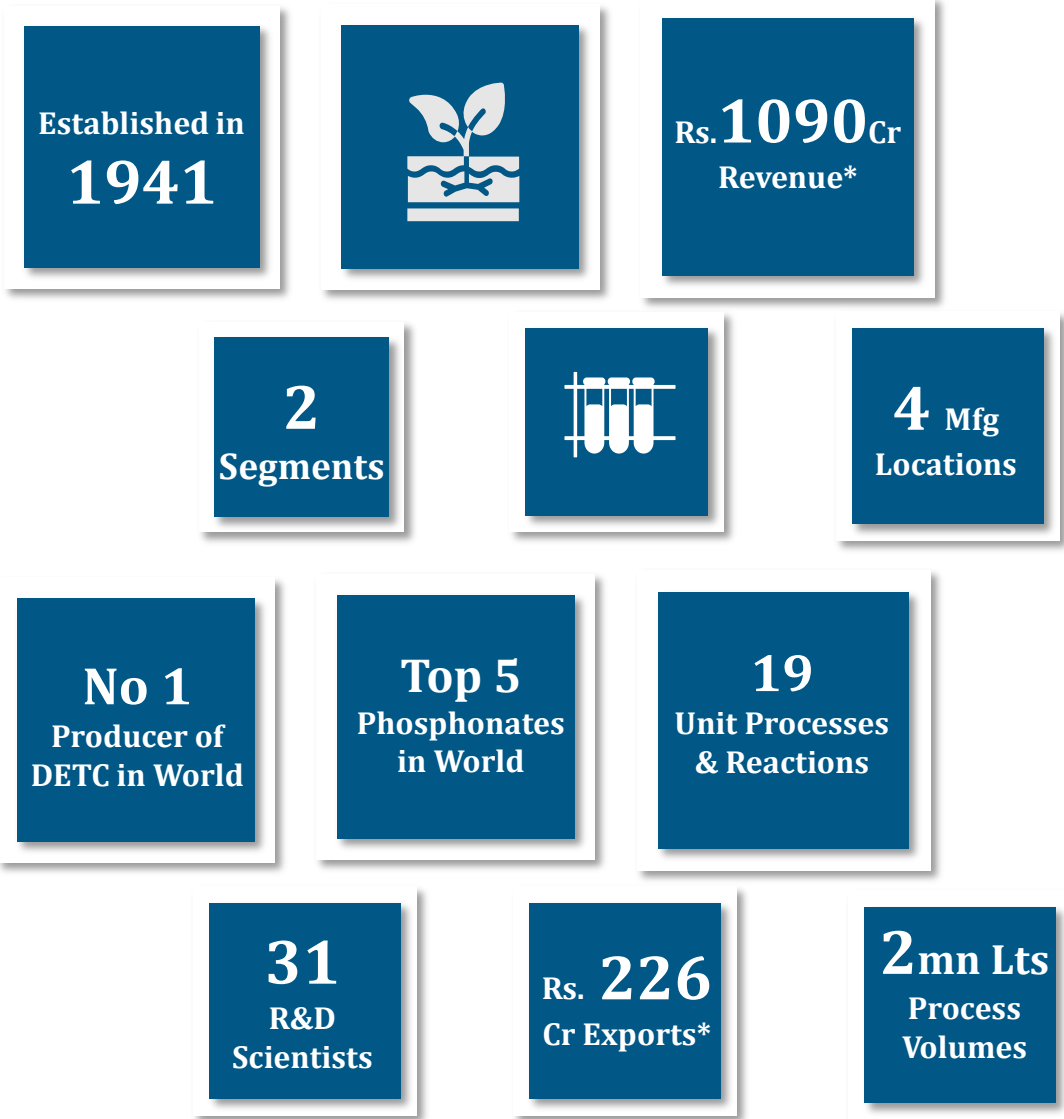 Established in
1941
Rs.1090Cr
Revenue*
2
Segments
4 Mfg
Locations
No 1
Producer of
DETC in World
Top 5
Phosphonates
in World
19
Unit Processes
& Reactions
31
R&D
Scientists
Rs. 226
Cr Exports*
2mn Lts
Process
Volumes